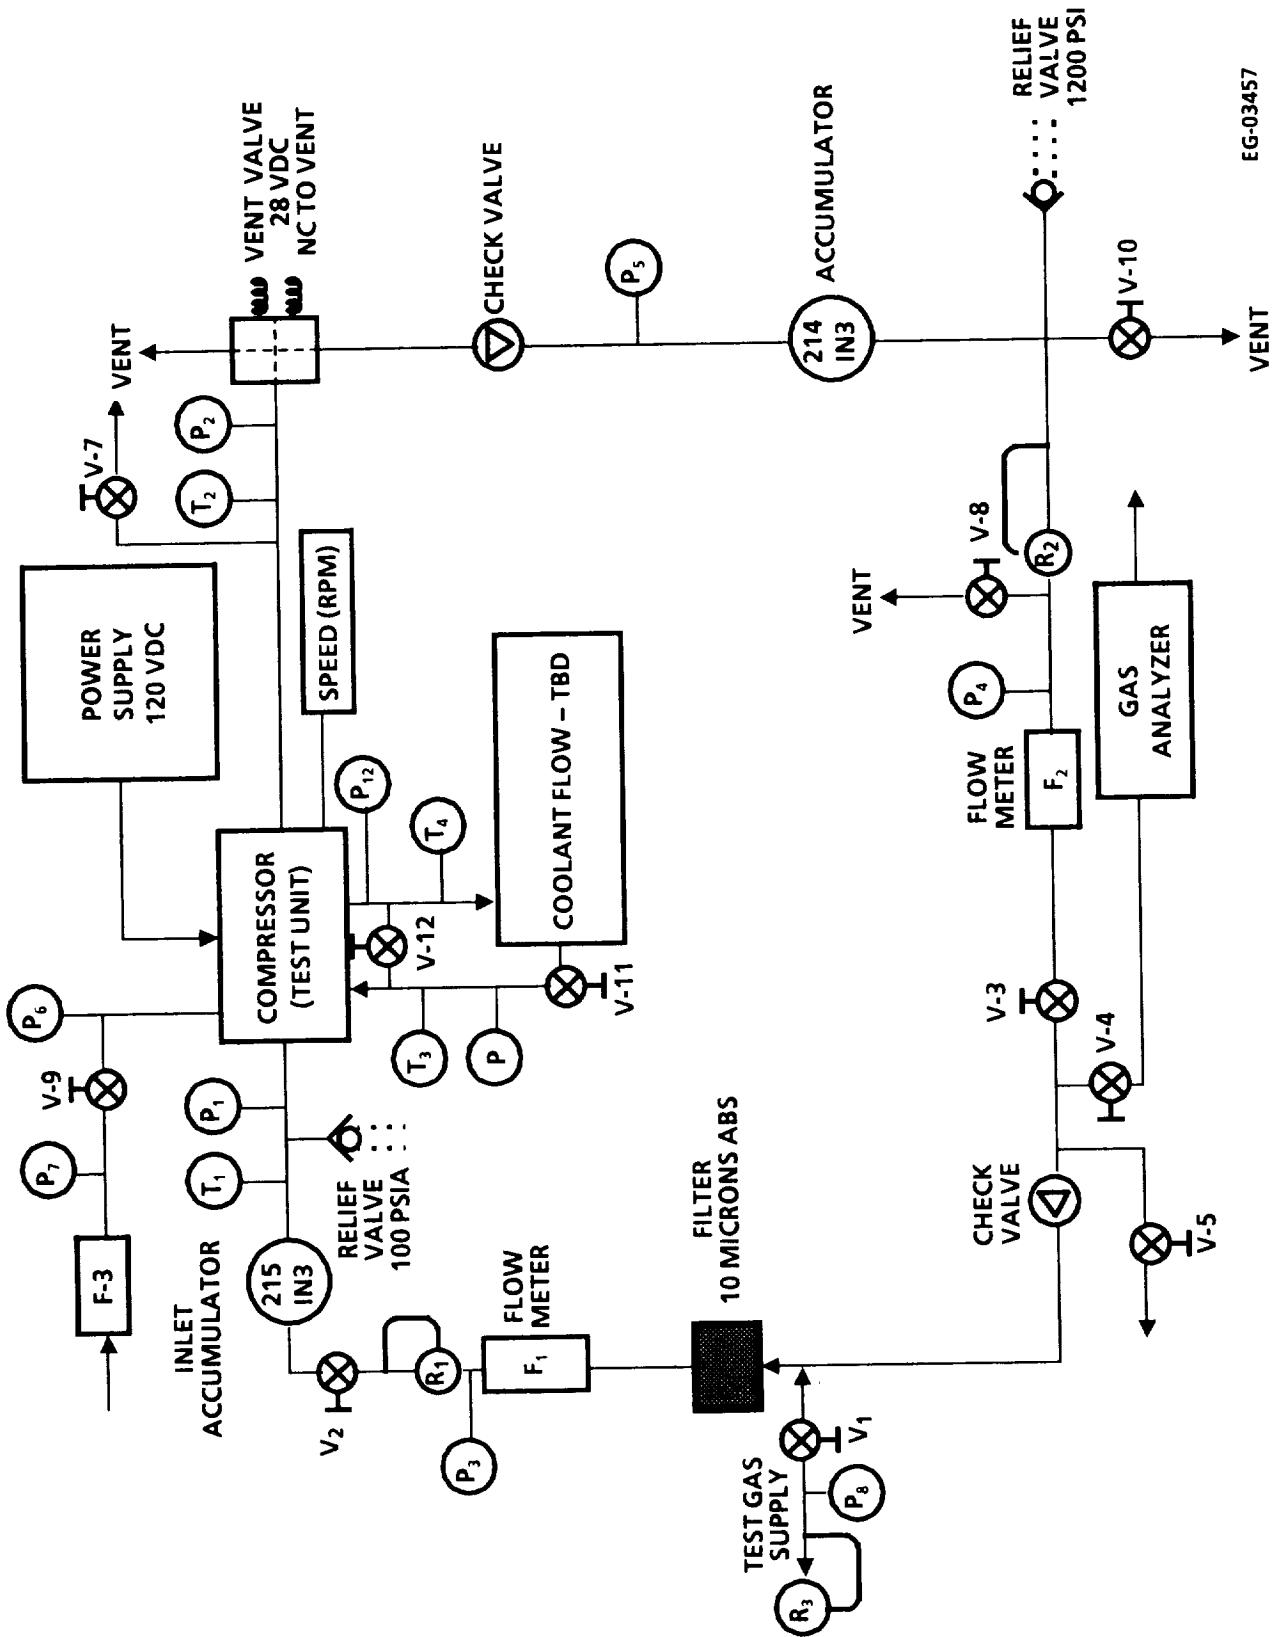 P₆
P₇
V-9
F-3
POWER
SUPPLY
120 VDC
V-7
VENT
VENT VALVE
28 VDC
NC TO VENT
INLET
ACCUMULATOR
215
IN3
T₁
P₁
RELIEF
VALVE
100 PSIA
COMPRESSOR
(TEST UNIT)
SPEED (RPM)
T₂
P₂
P₁₂
T₄
V-12
T₃
P
V-11
COOLANT FLOW – TBD
CHECK VALVE
P₅
V₂
R₁
P₃
FLOW
METER
F₁
FILTER
10 MICRONS ABS
ACCUMULATOR
214
IN3
TEST GAS
SUPPLY
R₃
P₈
V₁
CHECK
VALVE
V-5
V-3
V-4
FLOW
METER
F₂
P₄
VENT
V-8
R₂
GAS
ANALYZER
RELIEF
VALVE
1200 PSI
V-10
VENT
EG-03457